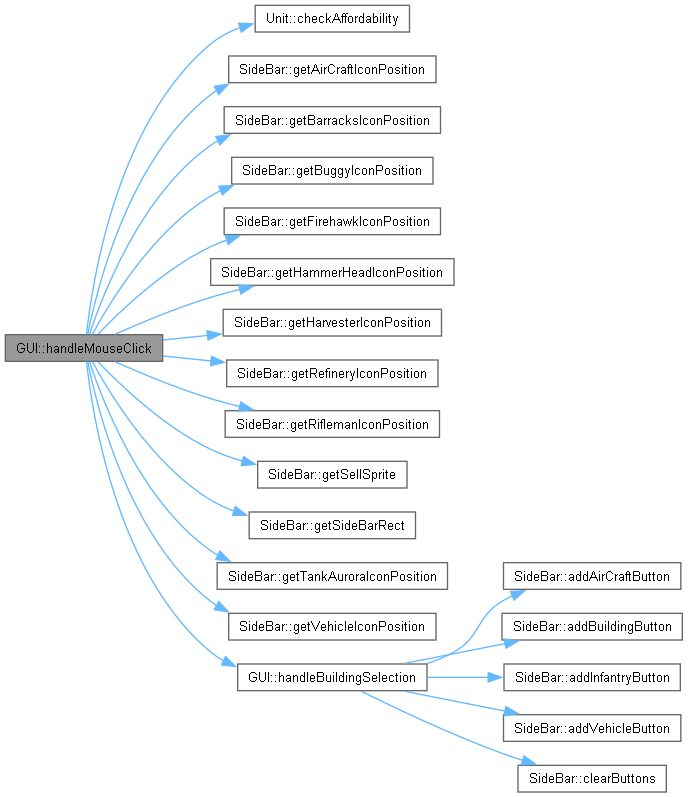 Unit::checkAffordability
SideBar::getAirCraftIconPosition
SideBar::getBarracksIconPosition
SideBar::getBuggyIconPosition
SideBar::getFirehawkIconPosition
SideBar::getHammerHeadIconPosition
SideBar::getHarvesterIconPosition
GUI::handleMouseClick
SideBar::getRefineryIconPosition
SideBar::getRiflemanIconPosition
SideBar::getSellSprite
SideBar::getSideBarRect
SideBar::getTankAuroraIconPosition
SideBar::getVehicleIconPosition
GUI::handleBuildingSelection
SideBar::addAirCraftButton
SideBar::addBuildingButton
SideBar::addInfantryButton
SideBar::addVehicleButton
SideBar::clearButtons